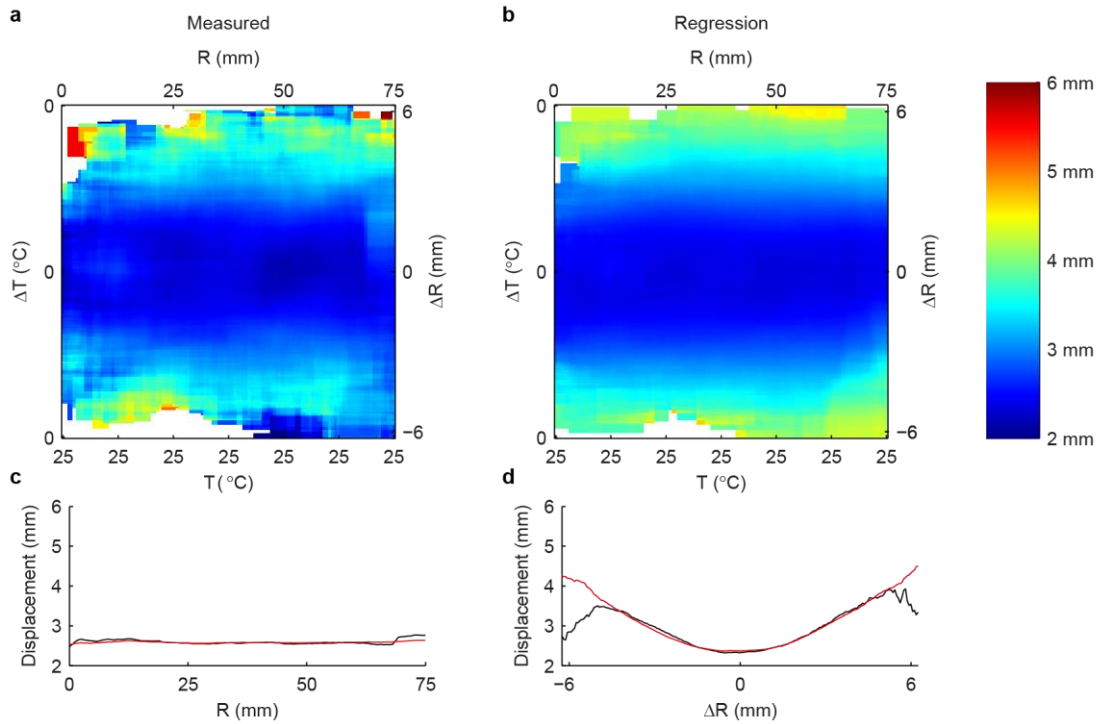 a
Measured
R (mm)
0 25 50 75
0 6
ΔT (°C)
0 0
ΔR (mm)
0 −6
25 25 25 25 25 25 25
T (°C)
b
Regression
R (mm)
0 25 50 75
0 6
ΔT (°C)
0 0
ΔR (mm)
0 −6
25 25 25 25 25 25 25
T (°C)
6 mm
5 mm
4 mm
3 mm
2 mm
c
Displacement (mm)
6
5
4
3
2
0 25 50 75
R (mm)
d
Displacement (mm)
6
5
4
3
2
−6 0 6
ΔR (mm)